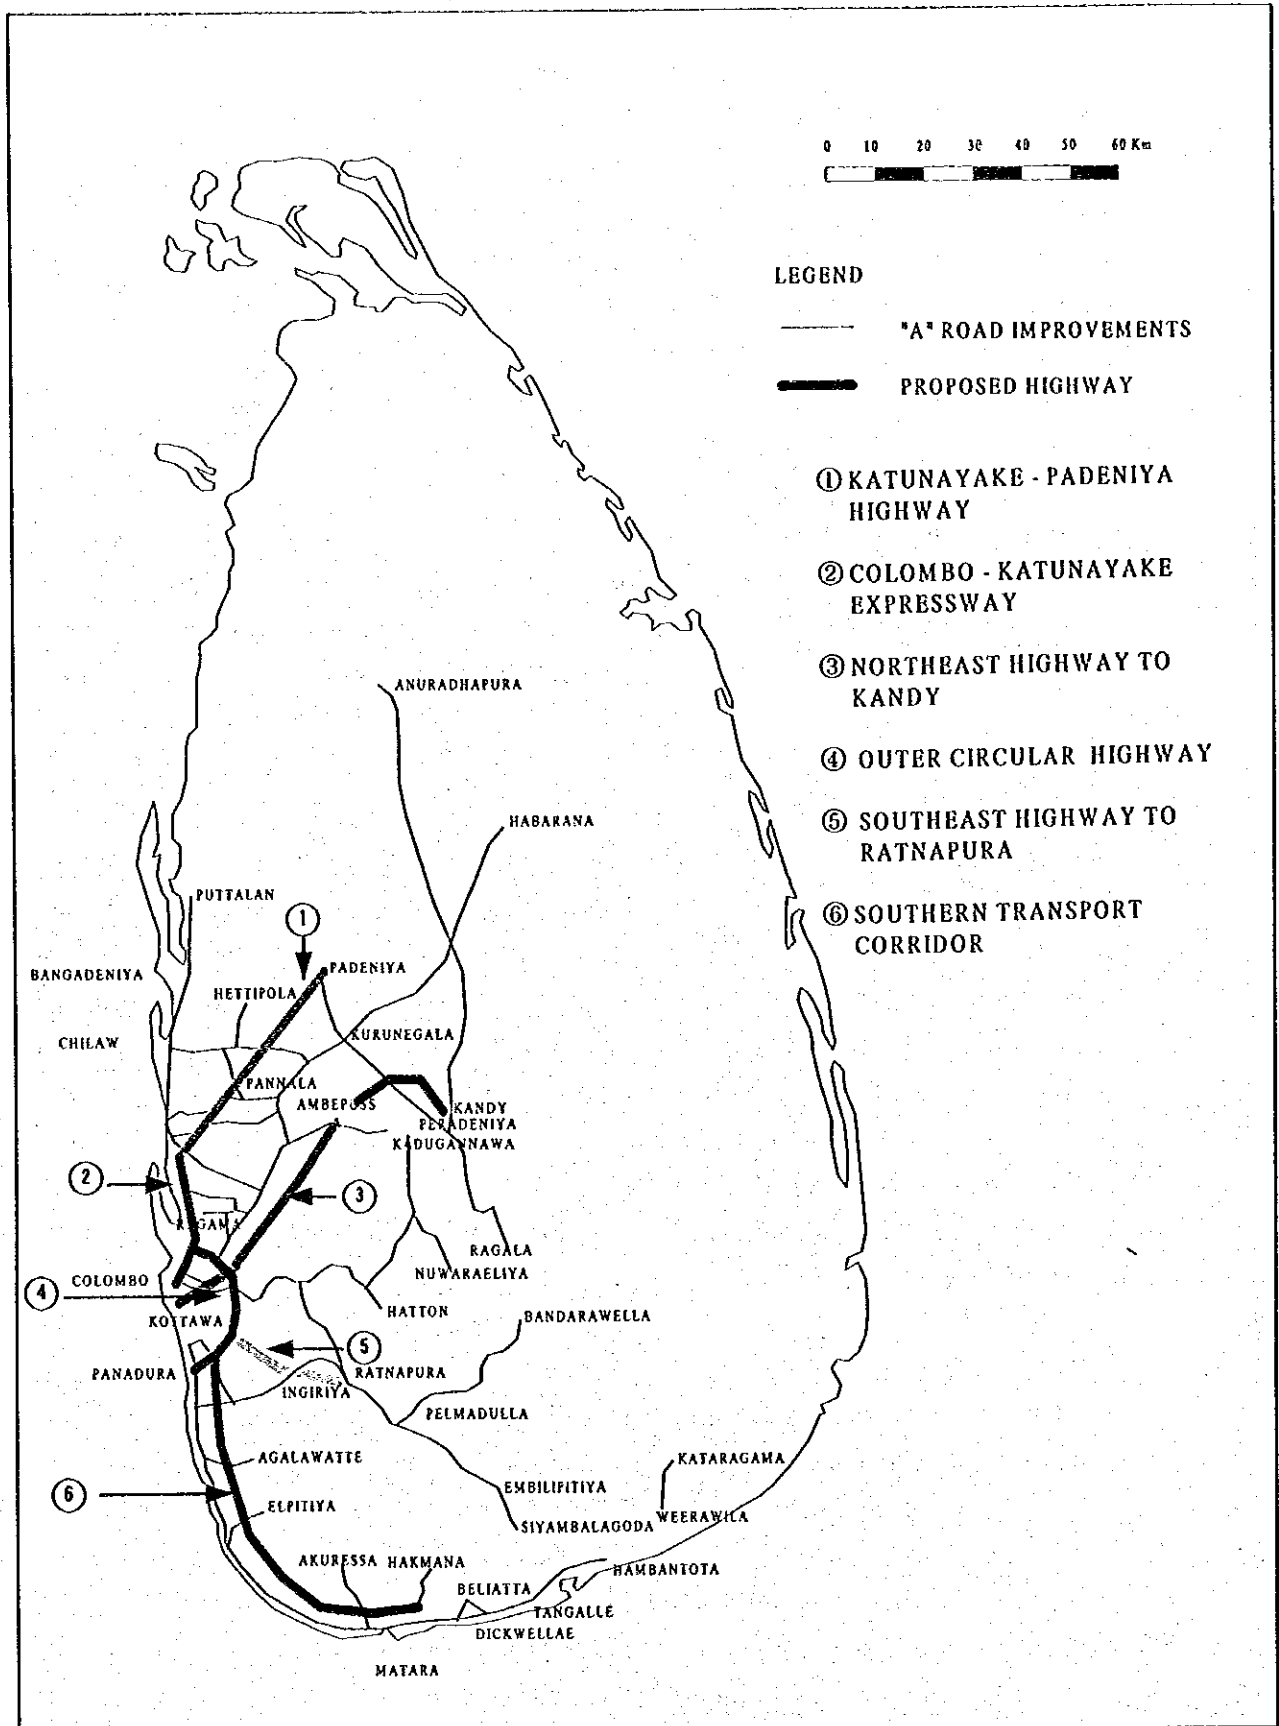 0 10 20 30 40 50 60 Km
LEGEND
"A" ROAD IMPROVEMENTS
PROPOSED HIGHWAY
① KATUNAYAKE - PADENIYA
HIGHWAY
② COLOMBO - KATUNAYAKE
EXPRESSWAY
③ NORTHEAST HIGHWAY TO
KANDY
④ OUTER CIRCULAR HIGHWAY
⑤ SOUTHEAST HIGHWAY TO
RATNAPURA
⑥ SOUTHERN TRANSPORT
CORRIDOR
ANURADHAPURA
HABARANA
PUTTALAN
①
PADENIYA
BANGADENIYA
HETTIPOLA
KURUNEGALA
CHILAW
PANNALA
AMBEPUSS
KANDY
PERADENIYA
KADUGANNAWA
②
③
RAGAMA
RAGALA
NUWARAELIYA
COLOMBO
④
HATTON
KOTTAWA
BANDARAWELLA
⑤
PANADURA
RATNAPURA
INGIRIYA
PELMADULLA
AGALAWATTE
KATARAGAMA
EMBILIPITIYA
⑥
ELPITIYA
WEERAWILA
SIYAMBALAGODA
AKURESSA HAKMANA
HAMBANTOTA
BELIATTA
TANGALLE
DICKWELLAE
MATARA